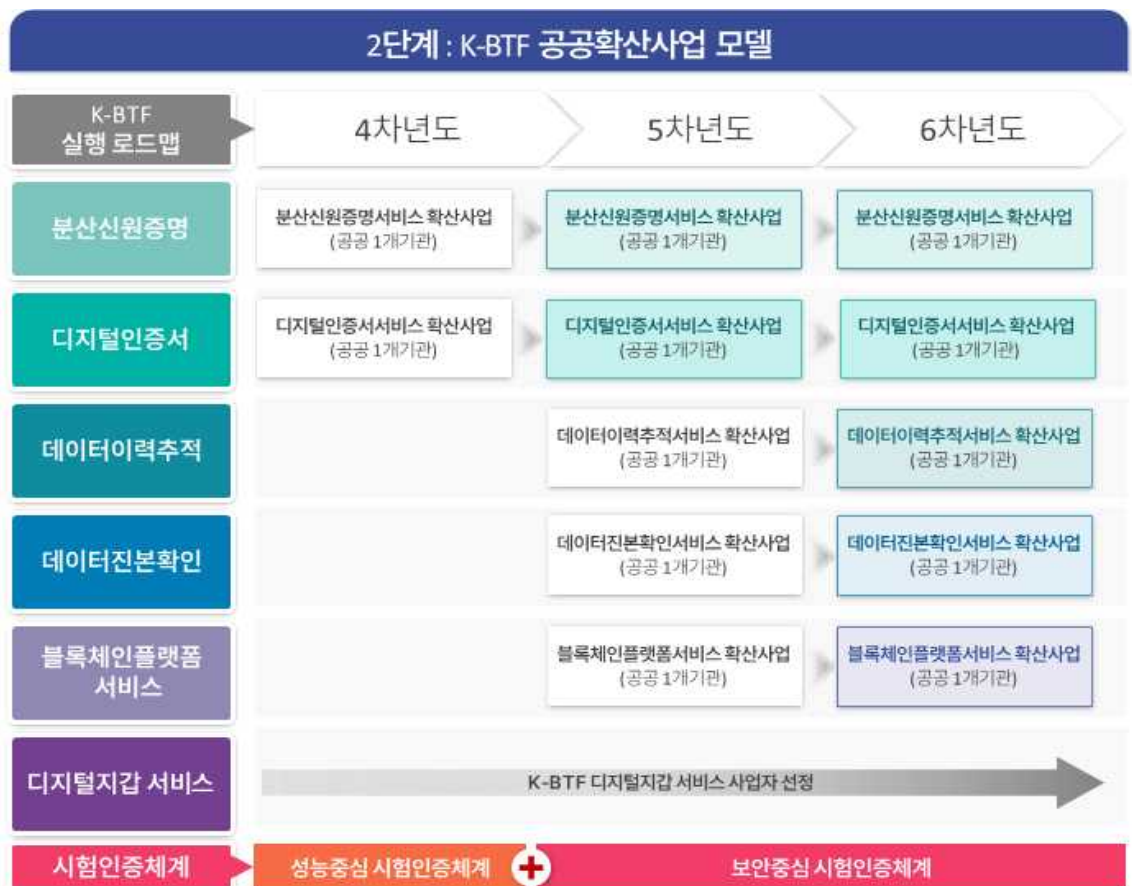 2단계 : K-BTF 공공확산사업 모델
K-BTF
실행 로드맵
4차년도
5차년도
6차년도
분산신원증명
분산신원증명서비스 확산사업
(공공 1개기관)
분산신원증명서비스 확산사업
(공공 1개기관)
분산신원증명서비스 확산사업
(공공 1개기관)
디지털인증서
디지털인증서서비스 확산사업
(공공 1개기관)
디지털인증서서비스 확산사업
(공공 1개기관)
디지털인증서서비스 확산사업
(공공 1개기관)
데이터이력추적
데이터이력추적서비스 확산사업
(공공 1개기관)
데이터이력추적서비스 확산사업
(공공 1개기관)
데이터진본확인
데이터진본확인서비스 확산사업
(공공 1개기관)
데이터진본확인서비스 확산사업
(공공 1개기관)
블록체인플랫폼
서비스
블록체인플랫폼서비스 확산사업
(공공 1개기관)
블록체인플랫폼서비스 확산사업
(공공 1개기관)
디지털지갑 서비스
K-BTF 디지털지갑 서비스 사업자 선정
시험인증체계
성능중심 시험인증체계
보안중심 시험인증체계